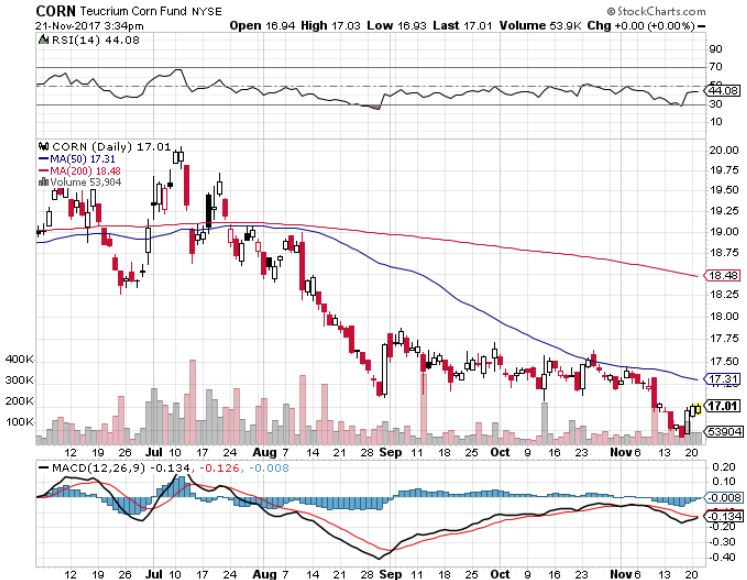 CORN Teucrium Corn Fund NYSE © StockCharts.com
21-Nov-2017 3:34pm Open 16.94 High 17.03 Low 16.93 Last 17.01 Volume 53.9K Chg +0.00 (+0.00%)
RSI(14) 44.08
90
70
50
44.08
30
10
CORN (Daily) 17.01
MA(50) 17.31
MA(200) 18.48
Volume 53,904
20.00
19.75
19.50
19.25
19.00
18.75
18.48
18.25
18.00
17.75
17.50
400K
300K 17.31
200K 17.01
100K
53904
12 19 26 Jul 10 17 24 Aug 7 14 21 28 Sep 11 18 25 Oct 9 16 23 Nov 6 13 20
MACD(12,26,9) -0.134, -0.126, -0.008
0.20
0.10
-0.008
-0.134
-0.20
-0.30
-0.40
12 19 26 Jul 10 17 24 Aug 7 14 21 28 Sep 11 18 25 Oct 9 16 23 Nov 6 13 20